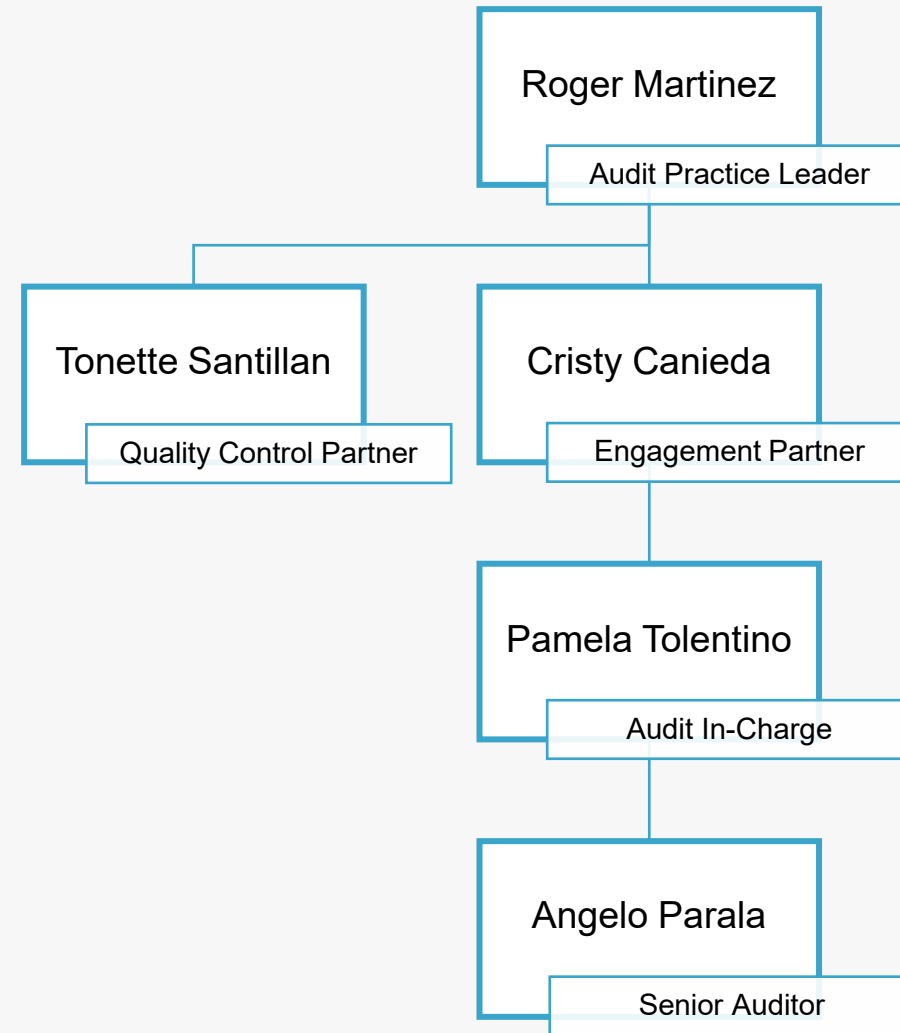 Roger Martinez
Audit Practice Leader
Tonette Santillan
Quality Control Partner
Cristy Canieda
Engagement Partner
Pamela Tolentino
Audit In-Charge
Angelo Parala
Senior Auditor